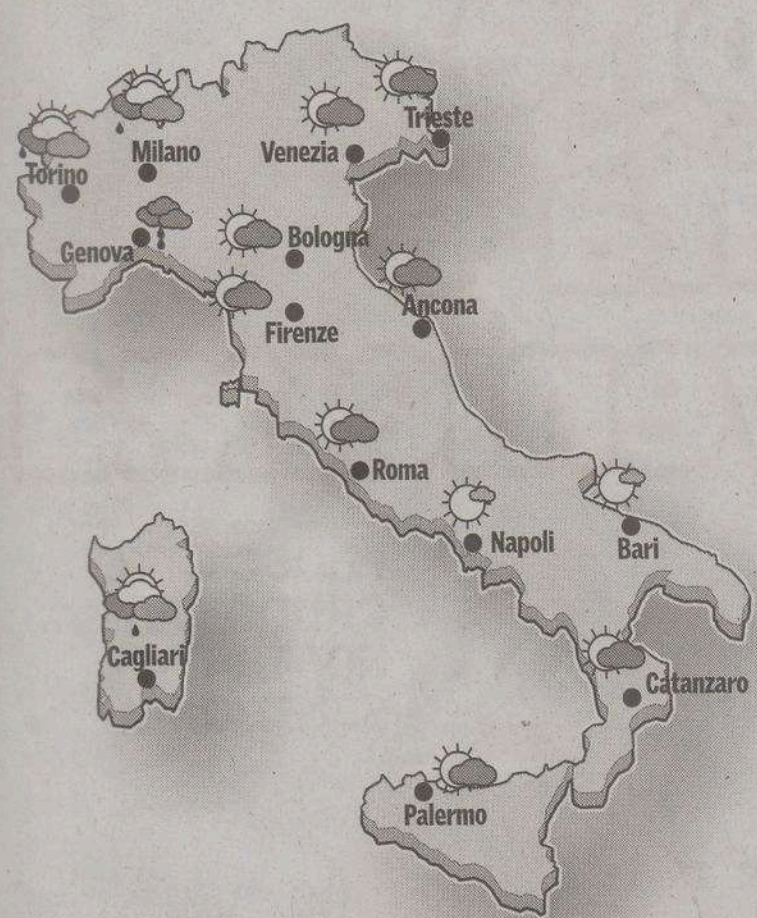 Trieste
Milano
Venezia
Torino
Genova
Bologna
Ancona
Firenze
Roma
Napoli
Bari
Cagliari
Catanzaro
Palermo